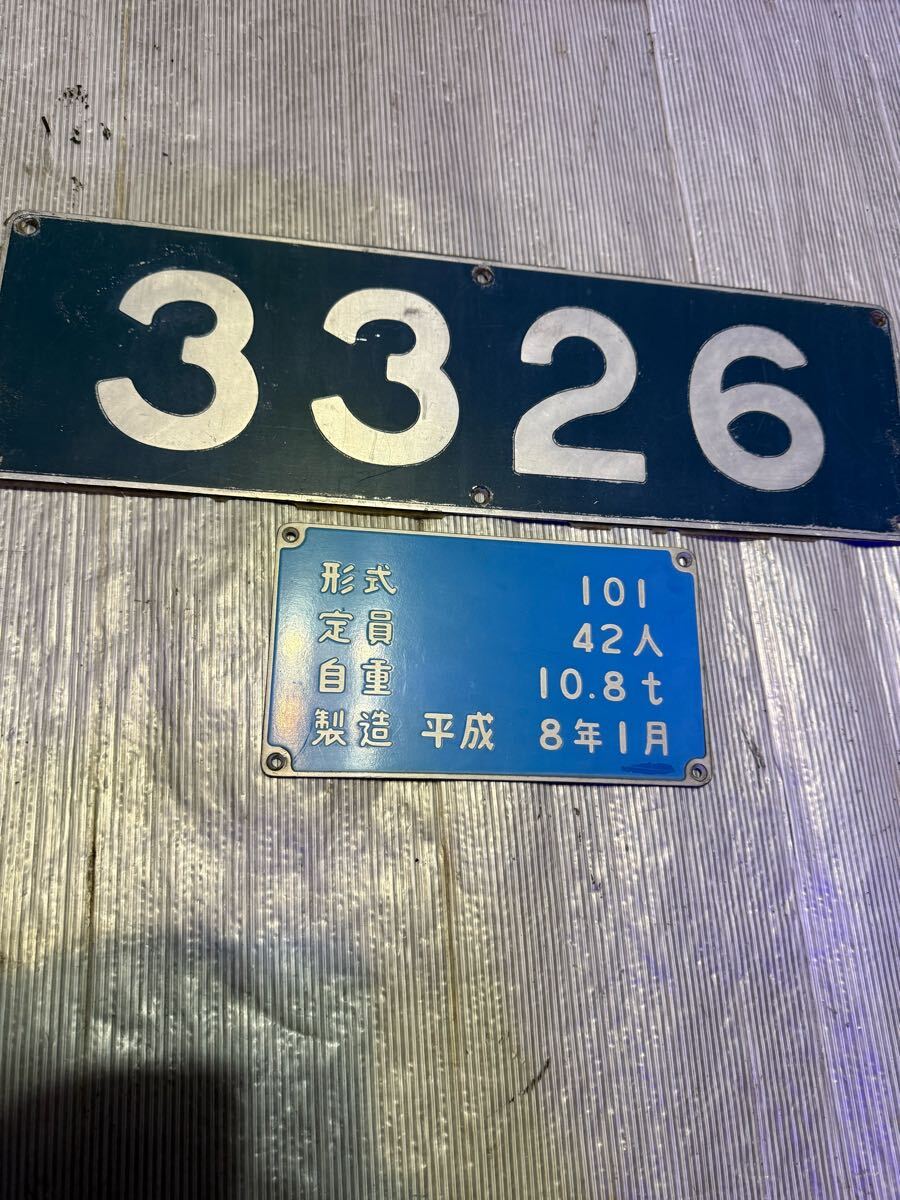 3326
形式 101
定員 42人
自重 10.8t
製造 平成 8年1月